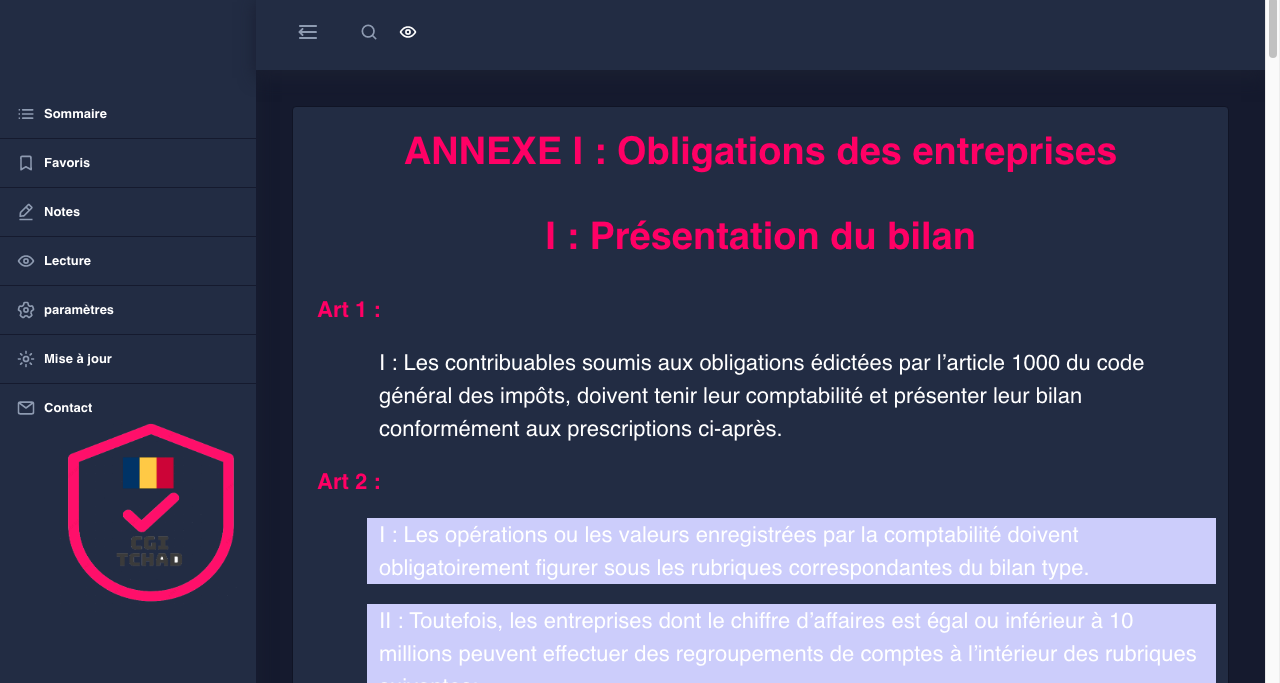 Sommaire
Favoris
Notes
Lecture
paramètres
Mise à jour
Contact
CGI
TCHAD
ANNEXE I : Obligations des entreprises
I : Présentation du bilan
Art 1 :
I : Les contribuables soumis aux obligations édictées par l’article 1000 du code
général des impôts, doivent tenir leur comptabilité et présenter leur bilan
conformément aux prescriptions ci-après.
Art 2 :
I : Les opérations ou les valeurs enregistrées par la comptabilité doivent
obligatoirement figurer sous les rubriques correspondantes du bilan type.
II : Toutefois, les entreprises dont le chiffre d’affaires est égal ou inférieur à 10
millions peuvent effectuer des regroupements de comptes à l’intérieur des rubriques